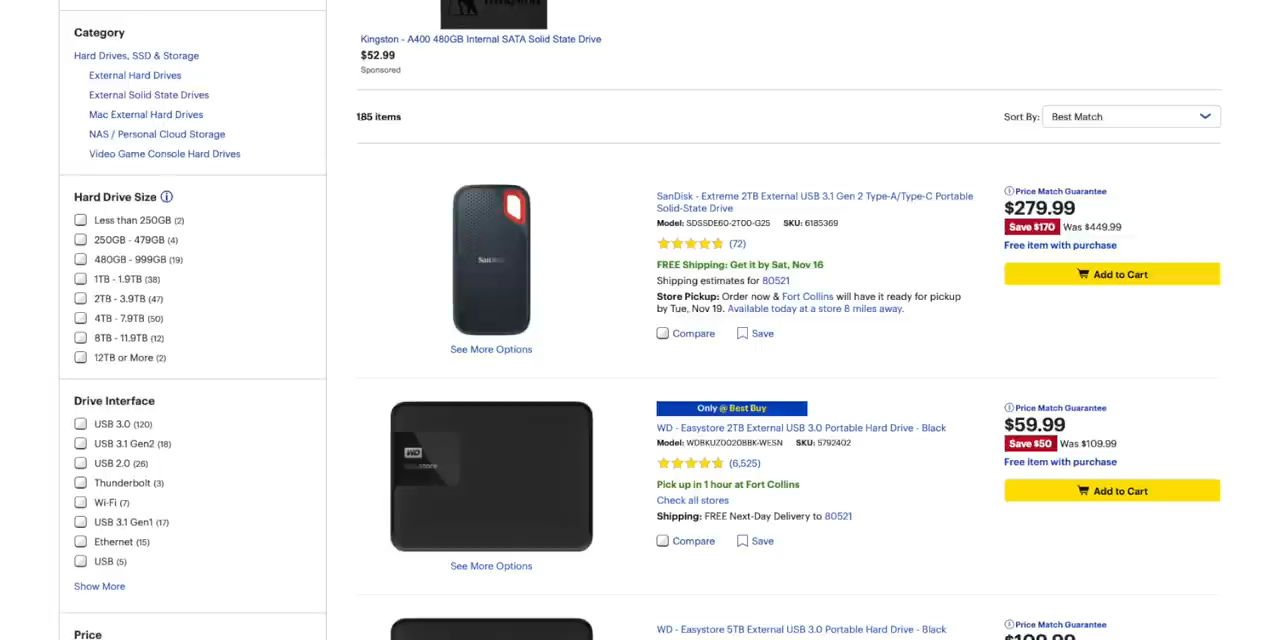 Category
Hard Drives, SSD & Storage
External Hard Drives
External Solid State Drives
Mac External Hard Drives
NAS / Personal Cloud Storage
Video Game Console Hard Drives
Hard Drive Size
Less than 250GB (2)
250GB - 479GB (4)
480GB - 999GB (19)
1TB - 1.9TB (38)
2TB - 3.9TB (47)
4TB - 7.9TB (50)
8TB - 11.9TB (12)
12TB or More (2)
Drive Interface
USB 3.0 (120)
USB 3.1 Gen2 (18)
USB 2.0 (26)
Thunderbolt (3)
Wi-Fi (7)
USB 3.1 Gen1 (17)
Ethernet (15)
USB (5)
Show More
Price
Kingston - A400 480GB Internal SATA Solid State Drive
$52.99
Sponsored
185 items
Sort By: Best Match
SanDisk
See More Options
SanDisk - Extreme 2TB External USB 3.1 Gen 2 Type-A/Type-C Portable
Solid-State Drive
Model: SDSSDE60-2T00-G25 SKU: 6185369
(72)
FREE Shipping: Get it by Sat, Nov 16
Shipping estimates for 80521
Store Pickup: Order now & Fort Collins will have it ready for pickup
by Tue, Nov 19. Available today at a store 8 miles away.
Compare Save
Price Match Guarantee
$279.99
Save $170 Was $449.99
Free item with purchase
Add to Cart
WD
See More Options
Only @ Best Buy
WD - Easystore 2TB External USB 3.0 Portable Hard Drive - Black
Model: WDBKUZ0020BBK-WESN SKU: 5792402
(6,525)
Pick up in 1 hour at Fort Collins
Check all stores
Shipping: FREE Next-Day Delivery to 80521
Compare Save
Price Match Guarantee
$59.99
Save $50 Was $109.99
Free item with purchase
Add to Cart
WD - Easystore 5TB External USB 3.0 Portable Hard Drive - Black
Price Match Guarantee